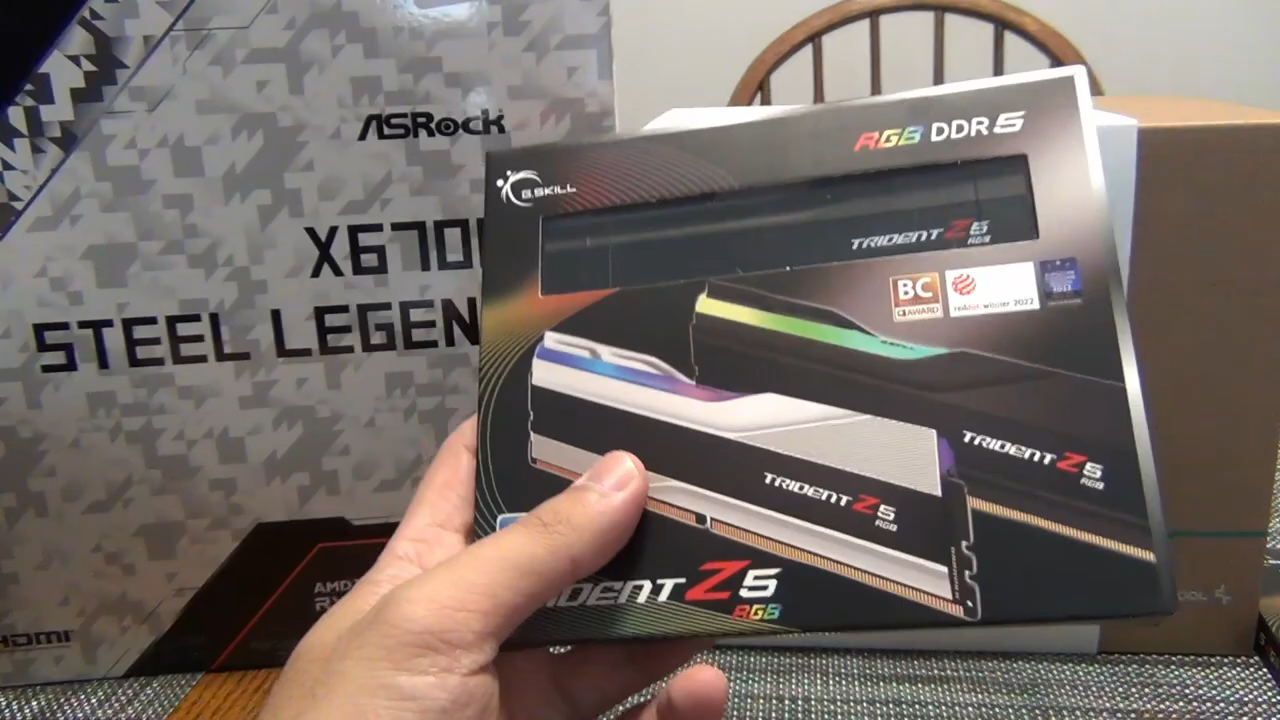 ASRock
X670
STEEL LEGEN
AMD
HDMI
G.SKILL
RGB DDR5
TRIDENT Z5
RGB
BC
AWARD
reddot winner 2022
TRIDENT Z5
RGB
TRIDENT Z5
RGB
IDENT Z5
RGB